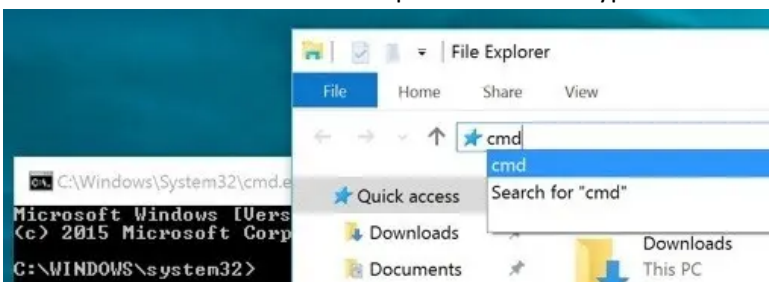 File Explorer
File Home Share View
cmd
cmd
Search for "cmd"
Quick access
Downloads
Documents
Downloads
This PC
C:\Windows\System32\cmd.e
Microsoft Windows [Vers
(c) 2015 Microsoft Corp
C:\WINDOWS\system32>